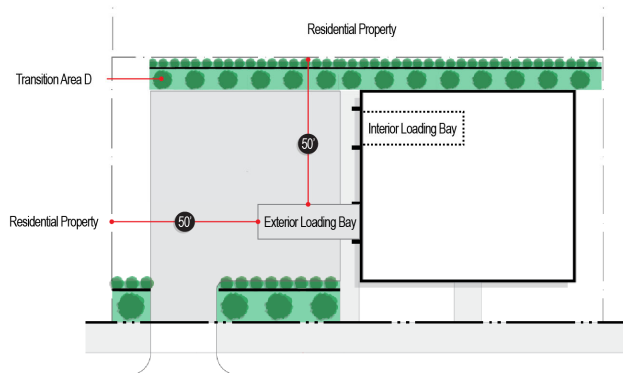 Residential Property
Transition Area D
Interior Loading Bay
50'
Residential Property
50'
Exterior Loading Bay